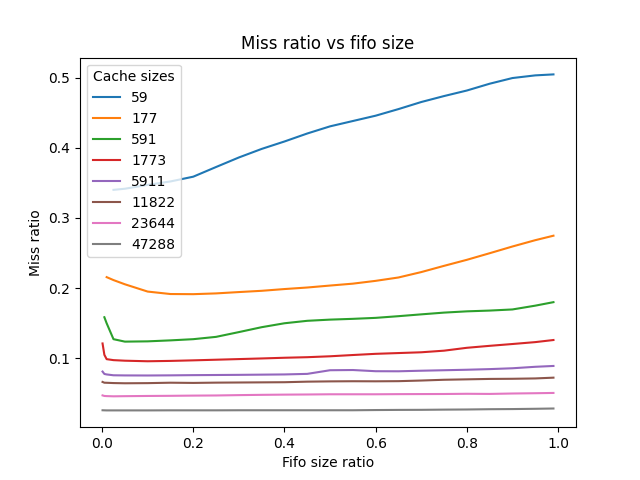 Miss ratio vs fifo size
Cache sizes
59
177
591
1773
5911
11822
23644
47288
0.5
0.4
0.3
0.2
0.1
Miss ratio
0.0 0.2 0.4 0.6 0.8 1.0
Fifo size ratio